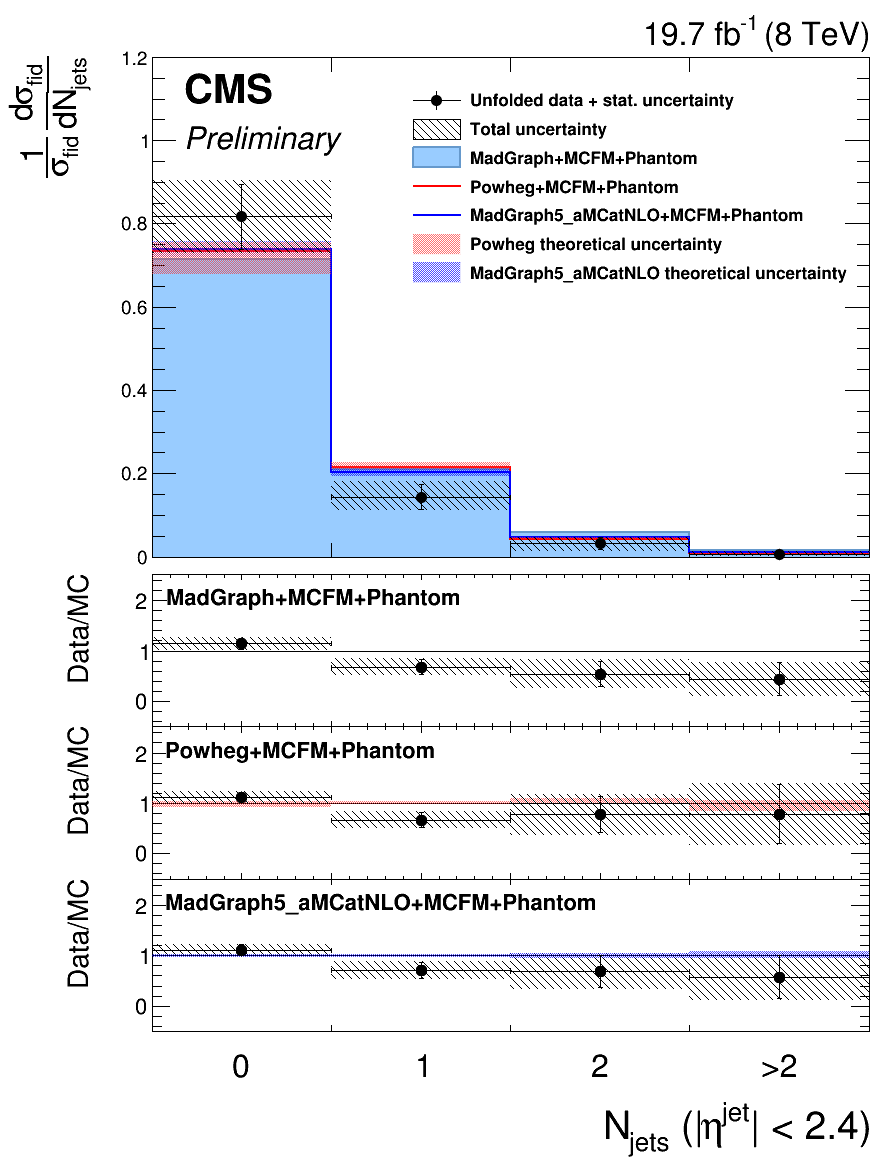 19.7 fb⁻¹ (8 TeV)
1/σfid dσfid/dNjets
CMS
Preliminary
Unfolded data + stat. uncertainty
Total uncertainty
MadGraph+MCFM+Phantom
Powheg+MCFM+Phantom
MadGraph5_aMCatNLO+MCFM+Phantom
Powheg theoretical uncertainty
MadGraph5_aMCatNLO theoretical uncertainty
1.2
1
0.8
0.6
0.4
0.2
0
Data/MC
MadGraph+MCFM+Phantom
2
1
0
Data/MC
Powheg+MCFM+Phantom
2
1
0
Data/MC
MadGraph5_aMCatNLO+MCFM+Phantom
2
1
0
0 1 2 >2
Njets (|ηjet| < 2.4)